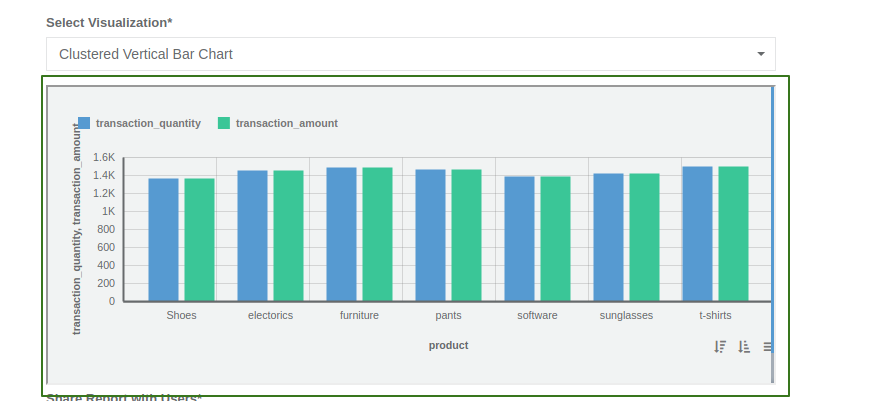 Select Visualization*
Clustered Vertical Bar Chart
transaction_quantity transaction_amount
transaction_quantity, transaction_amount
1.6K
1.4K
1.2K
1K
800
600
400
200
0
Shoes electorics furniture pants software sunglasses t-shirts
product
Share Report with Users*